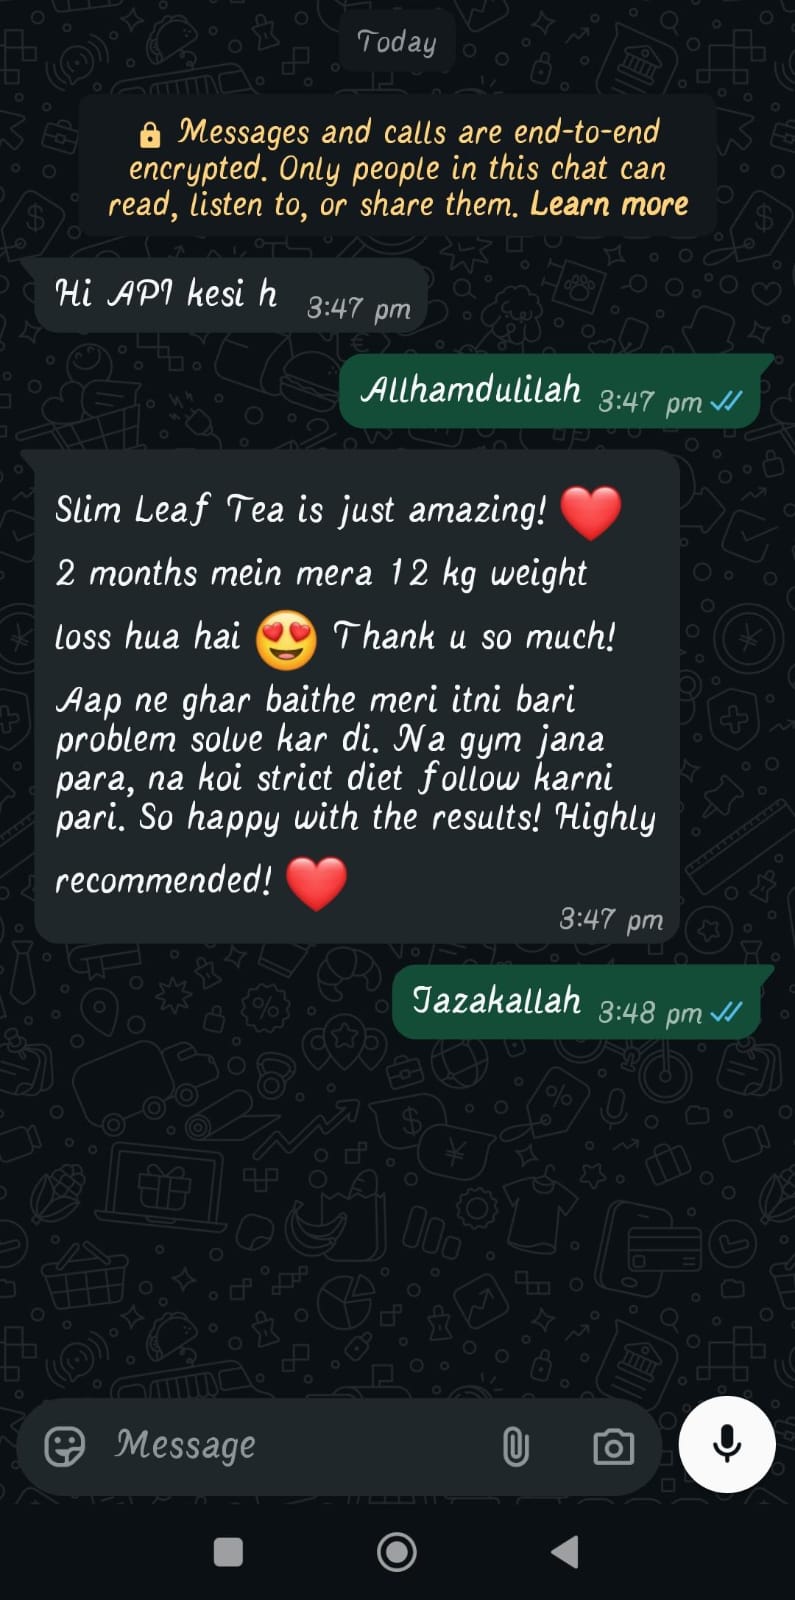 Today
Messages and calls are end-to-end
encrypted. Only people in this chat can
read, listen to, or share them. Learn more
Hi API kesi h 3:47 pm
Allhamdulilah 3:47 pm
Slim Leaf Tea is just amazing! ❤️
2 months mein mera 12 kg weight
loss hua hai 😍 Thank u so much!
Aap ne ghar baithe meri itni bari
problem solve kar di. Na gym jana
para, na koi strict diet follow karni
pari. So happy with the results! Highly
recommended! ❤️
3:47 pm
Jazakallah 3:48 pm
Message